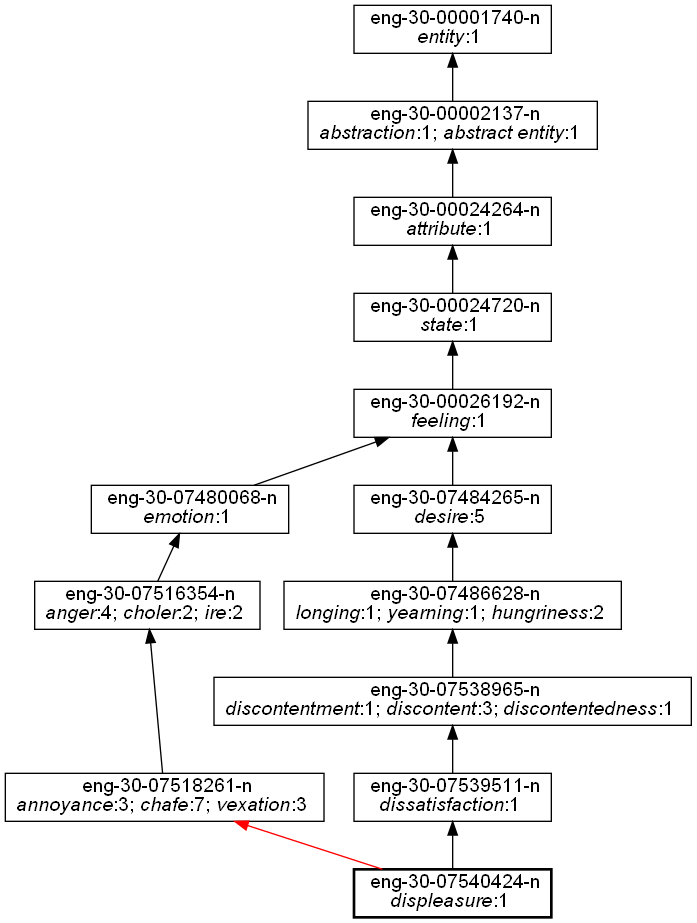 eng-30-00001740-n
entity:1
eng-30-00002137-n
abstraction:1; abstract entity:1
eng-30-00024264-n
attribute:1
eng-30-00024720-n
state:1
eng-30-00026192-n
feeling:1
eng-30-07480068-n
emotion:1
eng-30-07484265-n
desire:5
eng-30-07516354-n
anger:4; choler:2; ire:2
eng-30-07486628-n
longing:1; yearning:1; hungriness:2
eng-30-07538965-n
discontentment:1; discontent:3; discontentedness:1
eng-30-07518261-n
annoyance:3; chafe:7; vexation:3
eng-30-07539511-n
dissatisfaction:1
eng-30-07540424-n
displeasure:1